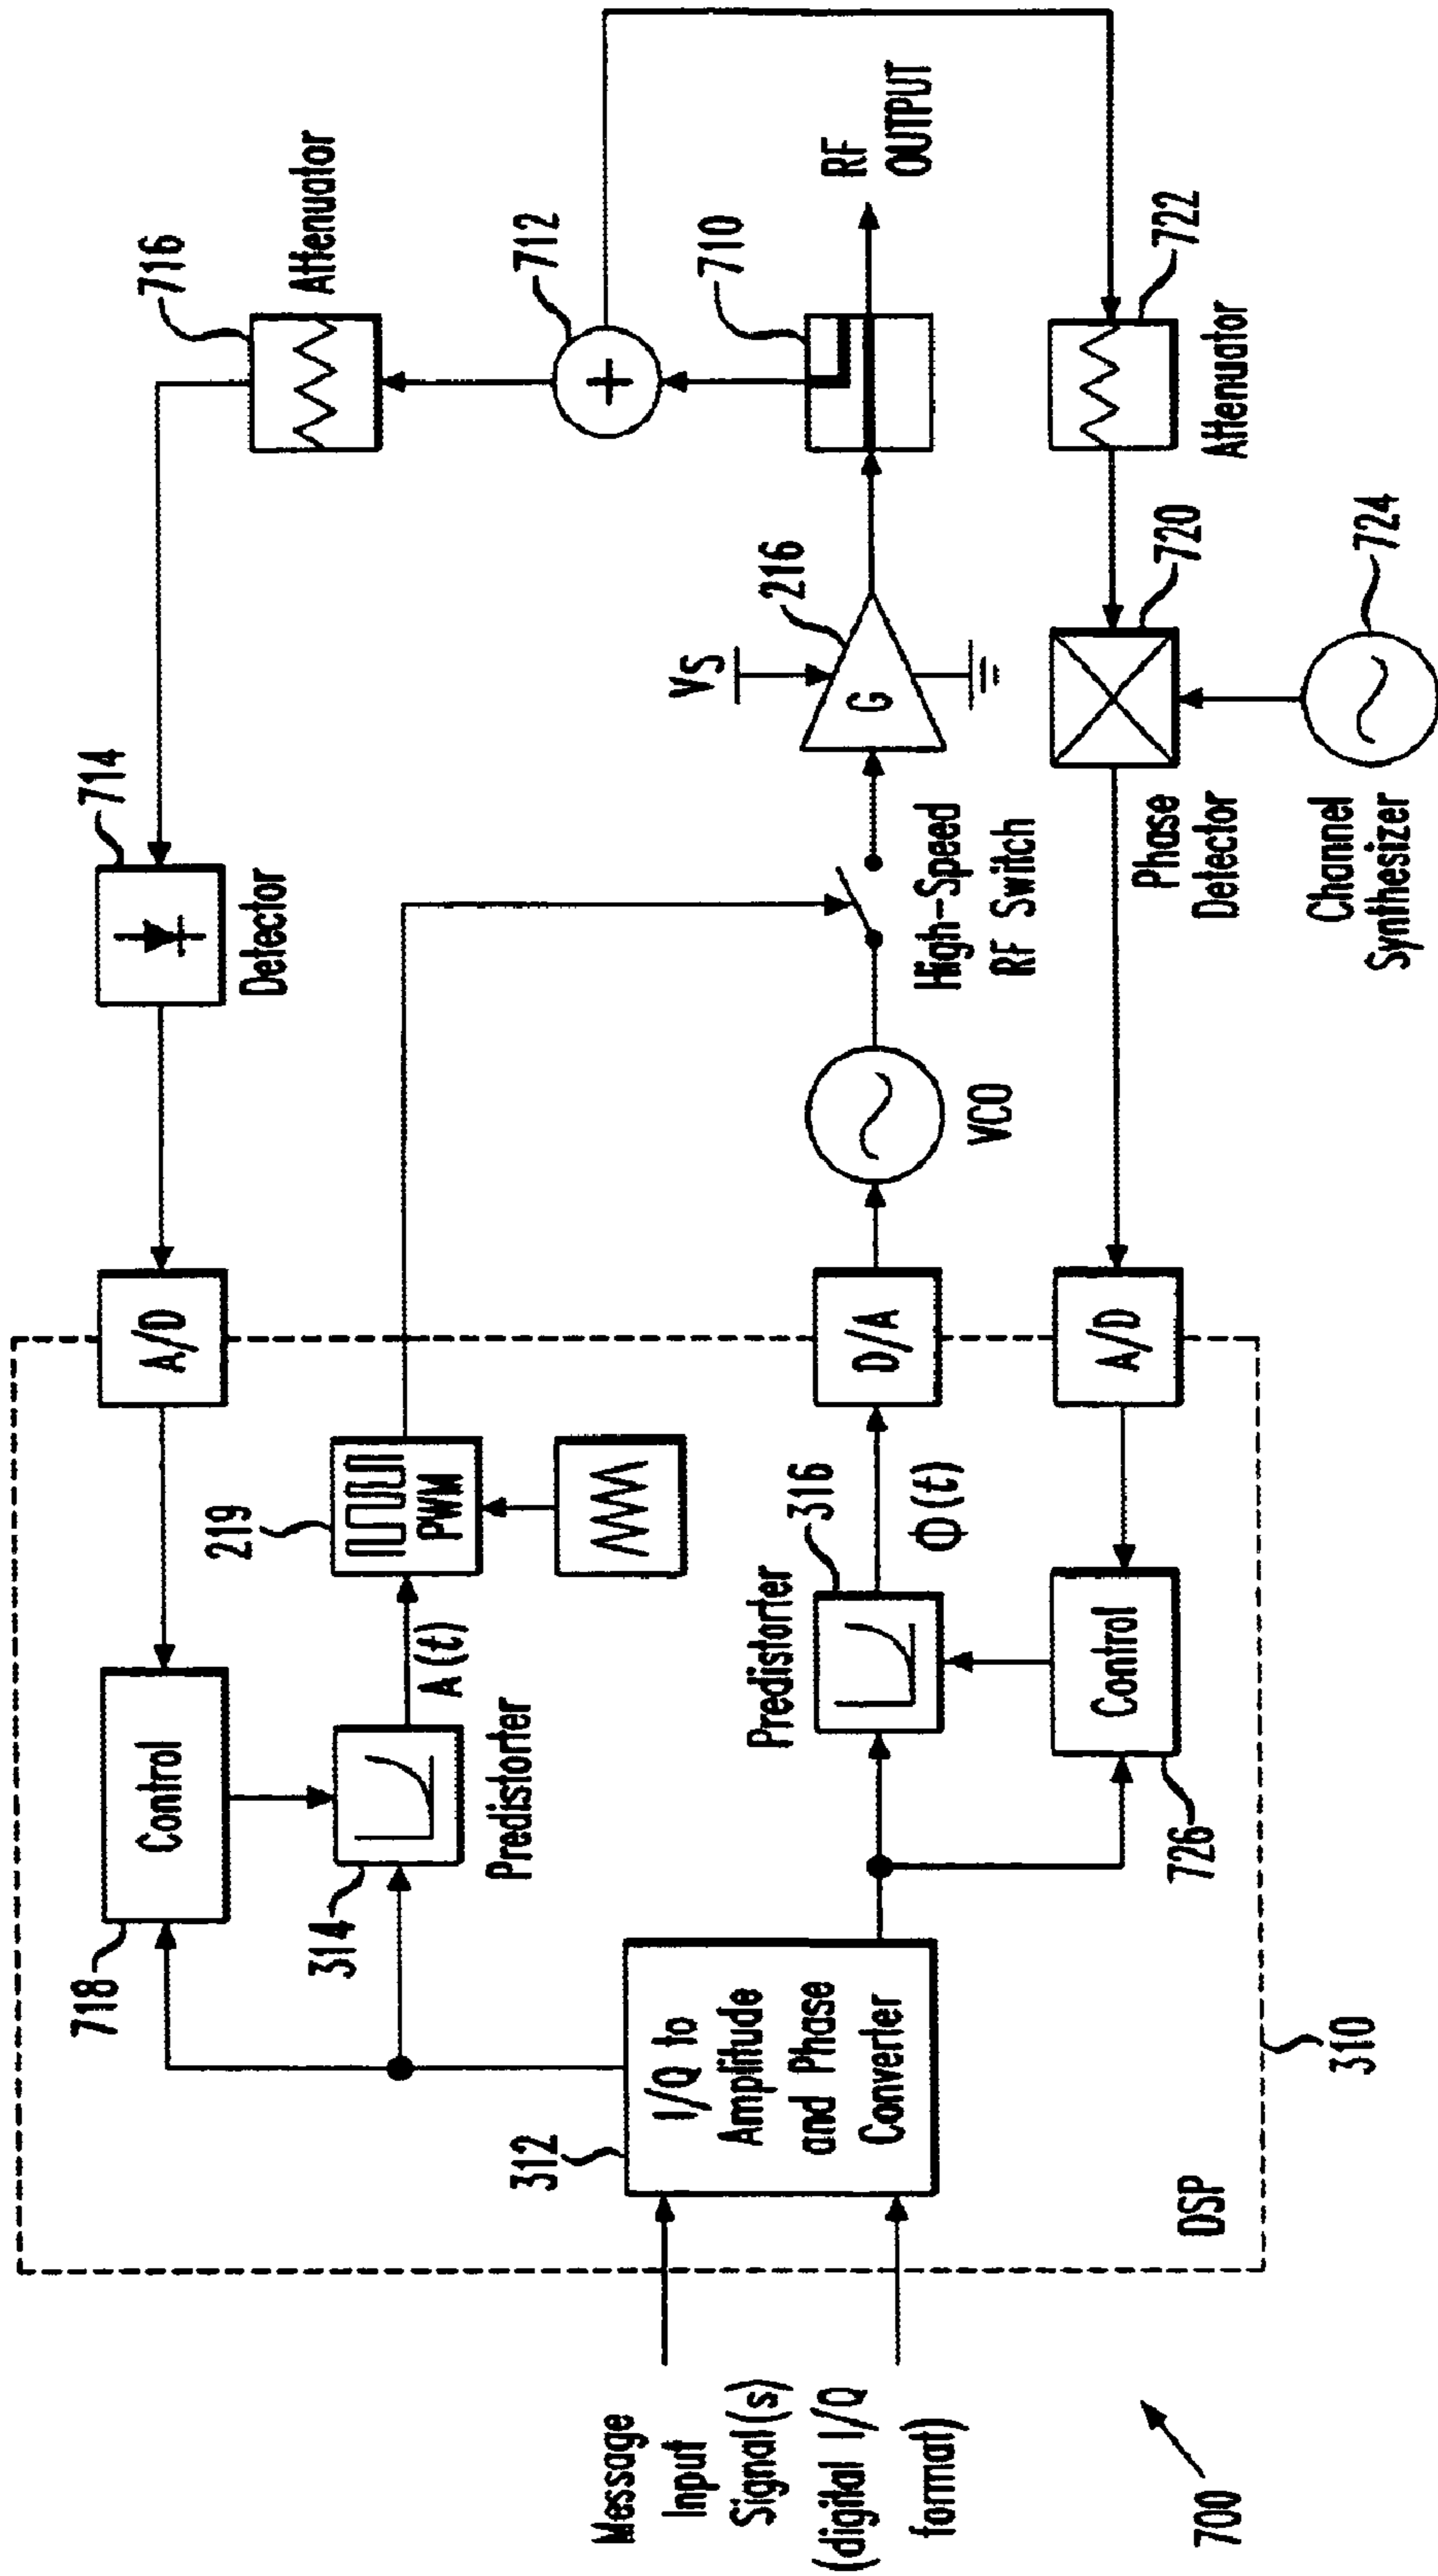 716
Attenuator
714
Detector
A/D
Control
718
712
219
PWM
A(t)
314
Predistorter
710
RF
OUTPUT
VS
216
G
High-Speed
RF Switch
VCO
D/A
316
Φ(t)
Predistorter
312
I/Q to
Amplitude
and Phase
Converter
Message
Input
Signal(s)
(digital I/Q
format)
722
Attenuator
720
Phase
Detector
724
Channel
Synthesizer
A/D
Control
726
DSP
310
700